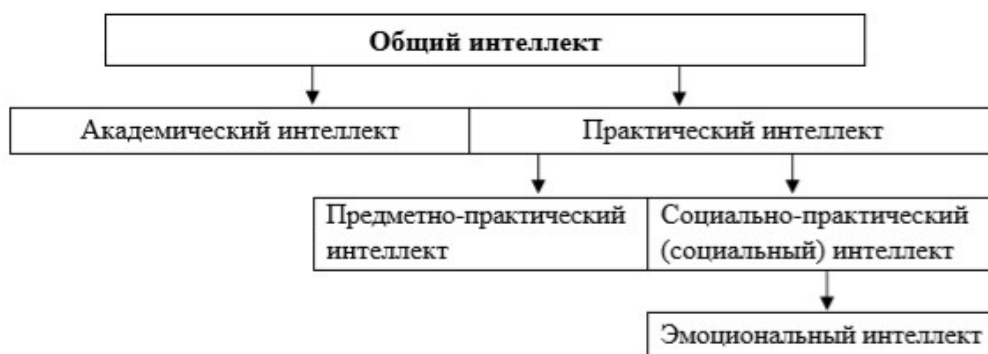 Общий интеллект
Академический интеллект
Практический интеллект
Предметно-практический
интеллект
Социально-практический
(социальный) интеллект
Эмоциональный интеллект